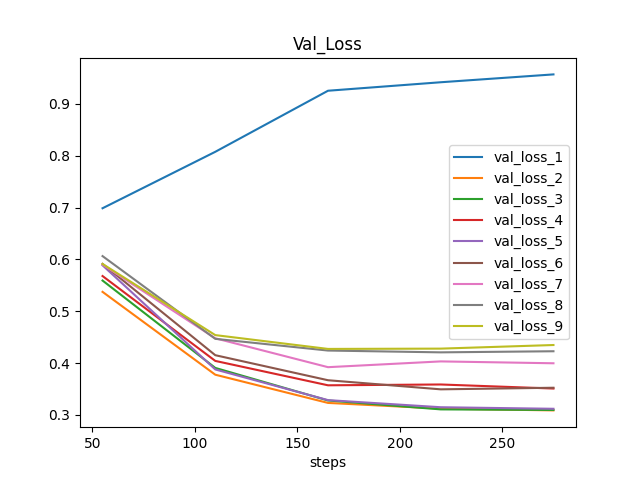 Val_Loss
0.9
0.8
0.7
0.6
0.5
0.4
0.3
val_loss_1
val_loss_2
val_loss_3
val_loss_4
val_loss_5
val_loss_6
val_loss_7
val_loss_8
val_loss_9
50 100 150 200 250
steps